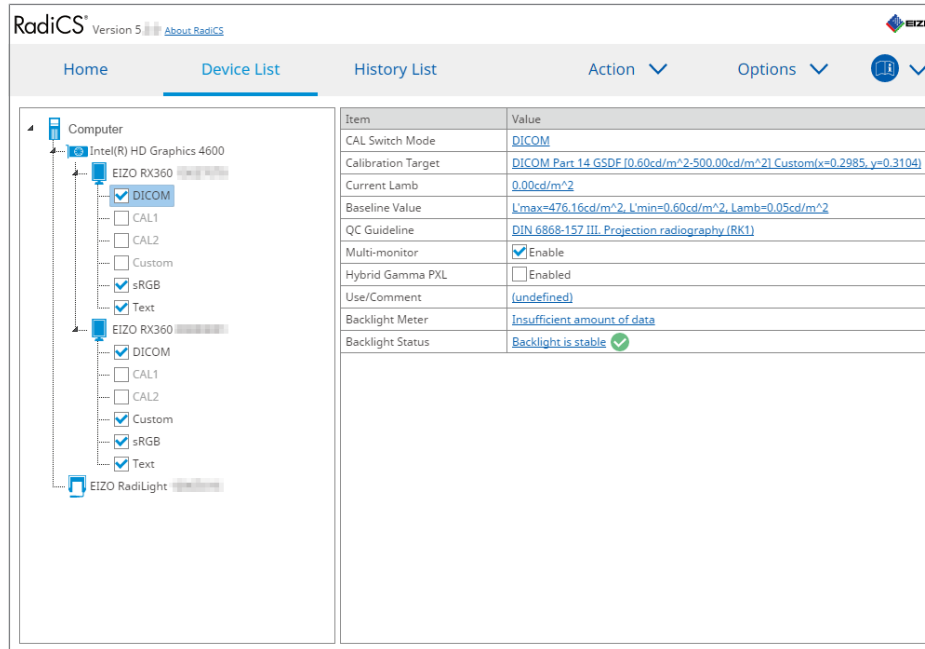 RadiCS® Version 5. About RadiCS EIZO
Home Device List History List Action Options
Computer
Intel(R) HD Graphics 4600
EIZO RX360
DICOM
CAL1
CAL2
Custom
sRGB
Text
EIZO RX360
DICOM
CAL1
CAL2
Custom
sRGB
Text
EIZO RadiLight
Item Value
CAL Switch Mode DICOM
Calibration Target DICOM Part 14 GSDF [0.60cd/m^2-500.00cd/m^2] Custom(x=0.2985, y=0.3104)
Current Lamb 0.00cd/m^2
Baseline Value L'max=476.16cd/m^2, L'min=0.60cd/m^2, Lamb=0.05cd/m^2
QC Guideline DIN 6868-157 III. Projection radiography (RK1)
Multi-monitor Enable
Hybrid Gamma PXL Enabled
Use/Comment (undefined)
Backlight Meter Insufficient amount of data
Backlight Status Backlight is stable